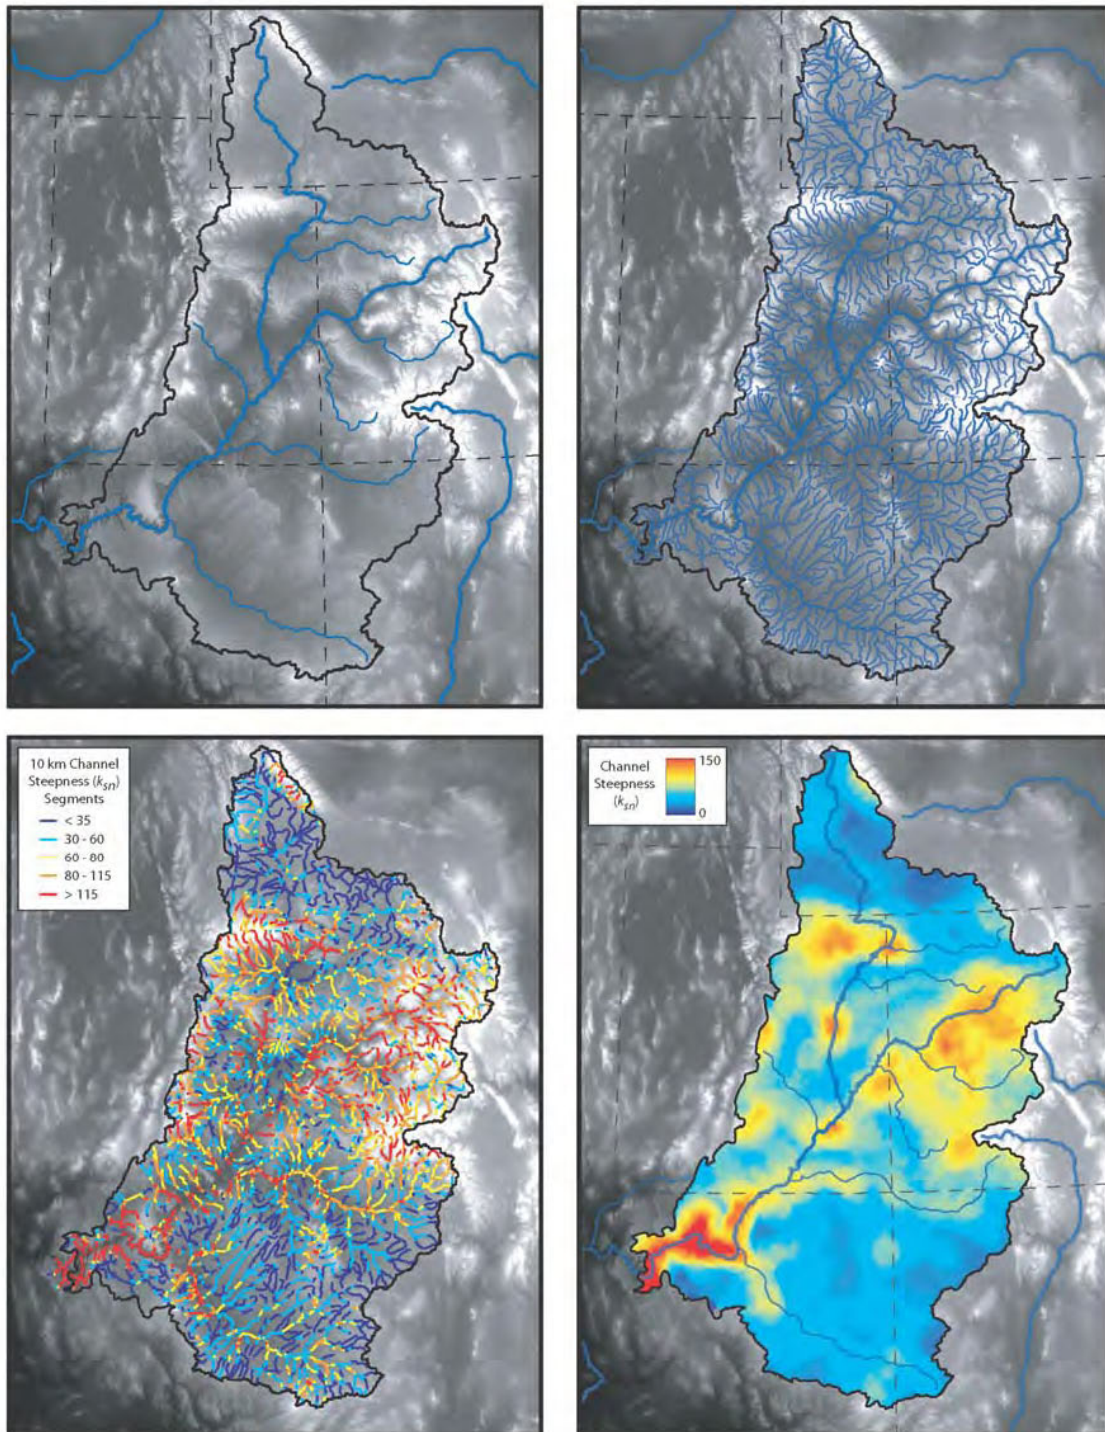 10 km Channel
Steepness (ksn)
Segments
< 35
30 - 60
60 - 80
80 - 115
> 115
Channel
Steepness
(ksn)
150
0